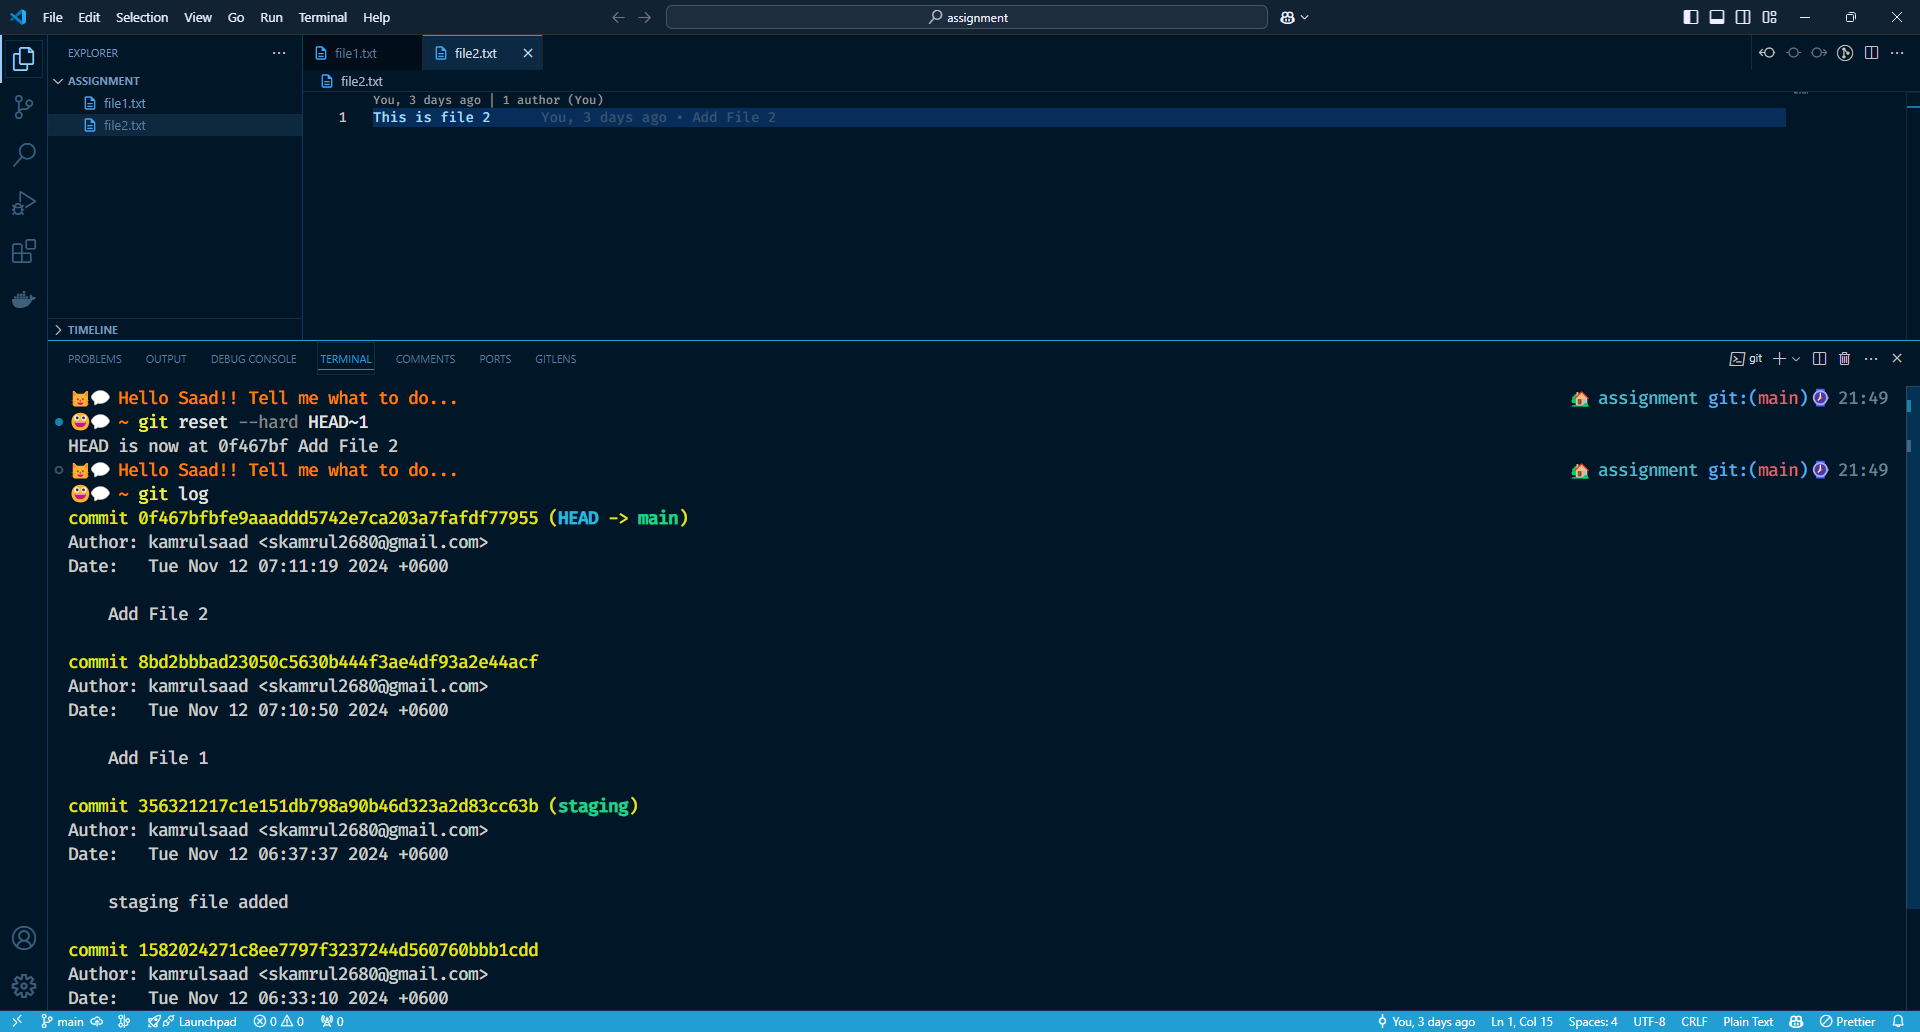 File Edit Selection View Go Run Terminal Help
assignment
EXPLORER
ASSIGNMENT
file1.txt
file2.txt
TIMELINE
file1.txt
file2.txt
file2.txt
You, 3 days ago | 1 author (You)
1 This is file 2 You, 3 days ago • Add File 2
PROBLEMS OUTPUT DEBUG CONSOLE TERMINAL COMMENTS PORTS GITLENS
git
Hello Saad!! Tell me what to do... assignment git:(main) 21:49
~ git reset --hard HEAD~1
HEAD is now at 0f467bf Add File 2
Hello Saad!! Tell me what to do... assignment git:(main) 21:49
~ git log
commit 0f467bfbfe9aaaddd5742e7ca203a7fafdf77955 (HEAD -> main)
Author: kamrulsaad <skamrul2680@gmail.com>
Date: Tue Nov 12 07:11:19 2024 +0600
Add File 2
commit 8bd2bbbad23050c5630b444f3ae4df93a2e44acf
Author: kamrulsaad <skamrul2680@gmail.com>
Date: Tue Nov 12 07:10:50 2024 +0600
Add File 1
commit 356321217c1e151db798a90b46d323a2d83cc63b (staging)
Author: kamrulsaad <skamrul2680@gmail.com>
Date: Tue Nov 12 06:37:37 2024 +0600
staging file added
commit 1582024271c8ee7797f3237244d560760bbb1cdd
Author: kamrulsaad <skamrul2680@gmail.com>
Date: Tue Nov 12 06:33:10 2024 +0600
main Launchpad 0 0 0 You, 3 days ago Ln 1, Col 15 Spaces: 4 UTF-8 CRLF Plain Text Prettier